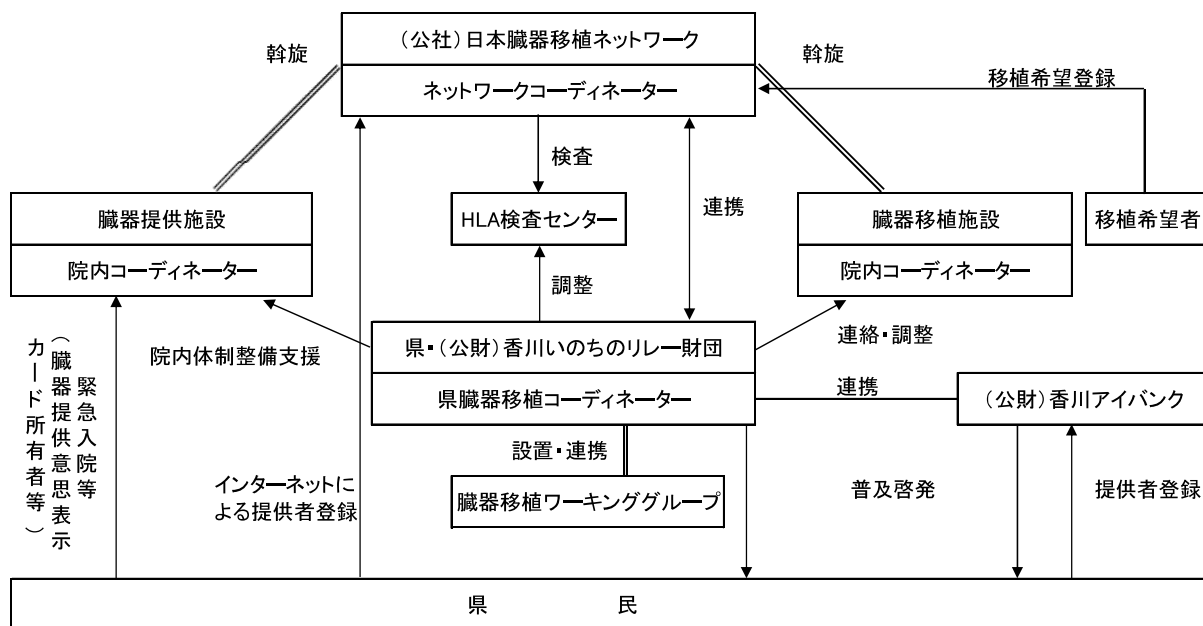 （公社）日本臓器移植ネットワーク
斡旋
斡旋
ネットワークコーディネーター
移植希望登録
検査
連携
臓器提供施設
HLA検査センター
臓器移植施設
移植希望者
院内コーディネーター
院内コーディネーター
調整
県・（公財）香川いのちのリレー財団
連絡・調整
院内体制整備支援
県臓器移植コーディネーター
連携
（公財）香川アイバンク
緊急入院等
（臓器提供意思表示
カード所有者等）
設置・連携
インターネットに
よる提供者登録
臓器移植ワーキンググループ
普及啓発
提供者登録
県　民